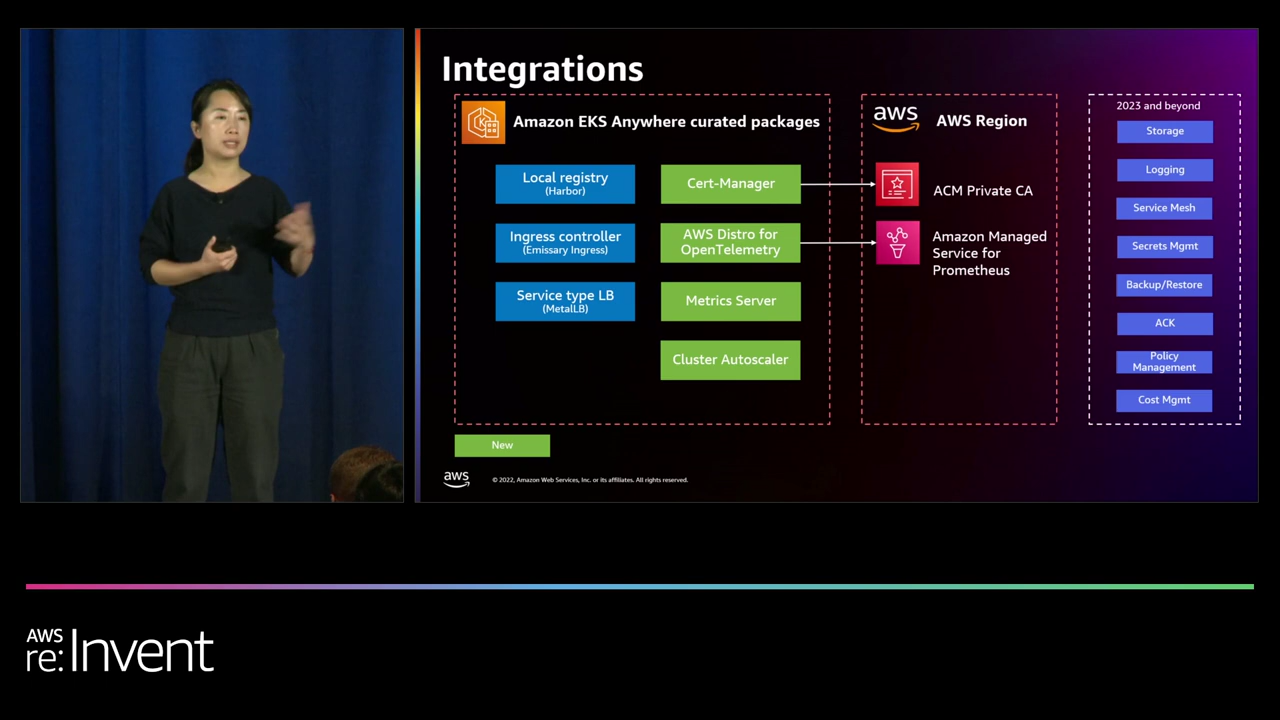 Integrations
Amazon EKS Anywhere curated packages
Local registry
(Harbor)
Ingress controller
(Emissary Ingress)
Service type LB
(MetalLB)
Cert-Manager
AWS Distro for
OpenTelemetry
Metrics Server
Cluster Autoscaler
New
aws
AWS Region
ACM Private CA
Amazon Managed
Service for
Prometheus
2023 and beyond
Storage
Logging
Service Mesh
Secrets Mgmt
Backup/Restore
ACK
Policy
Management
Cost Mgmt
aws
© 2022, Amazon Web Services, Inc. or its affiliates. All rights reserved.
AWS
re:Invent